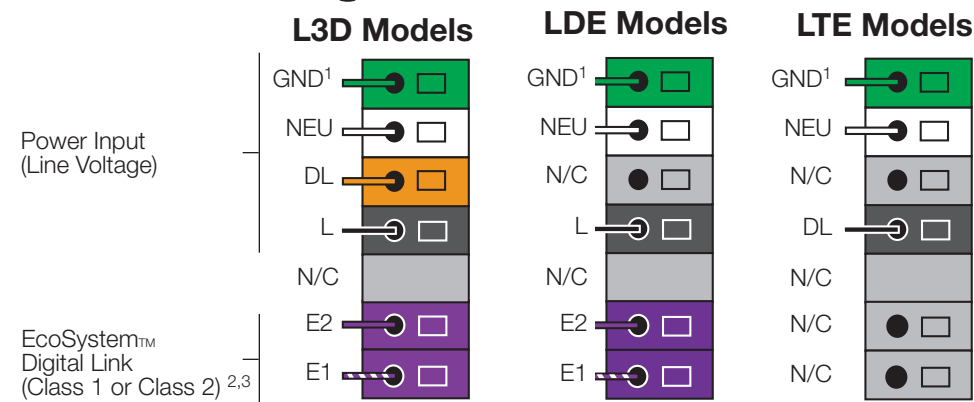 L3D Models
LDE Models
LTE Models
Power Input
(Line Voltage)
EcoSystem™
Digital Link
(Class 1 or Class 2) 2,3
GND1
NEU
DL
L
N/C
E2
E1
GND1
NEU
N/C
L
N/C
E2
E1
GND1
NEU
N/C
DL
N/C
N/C
N/C